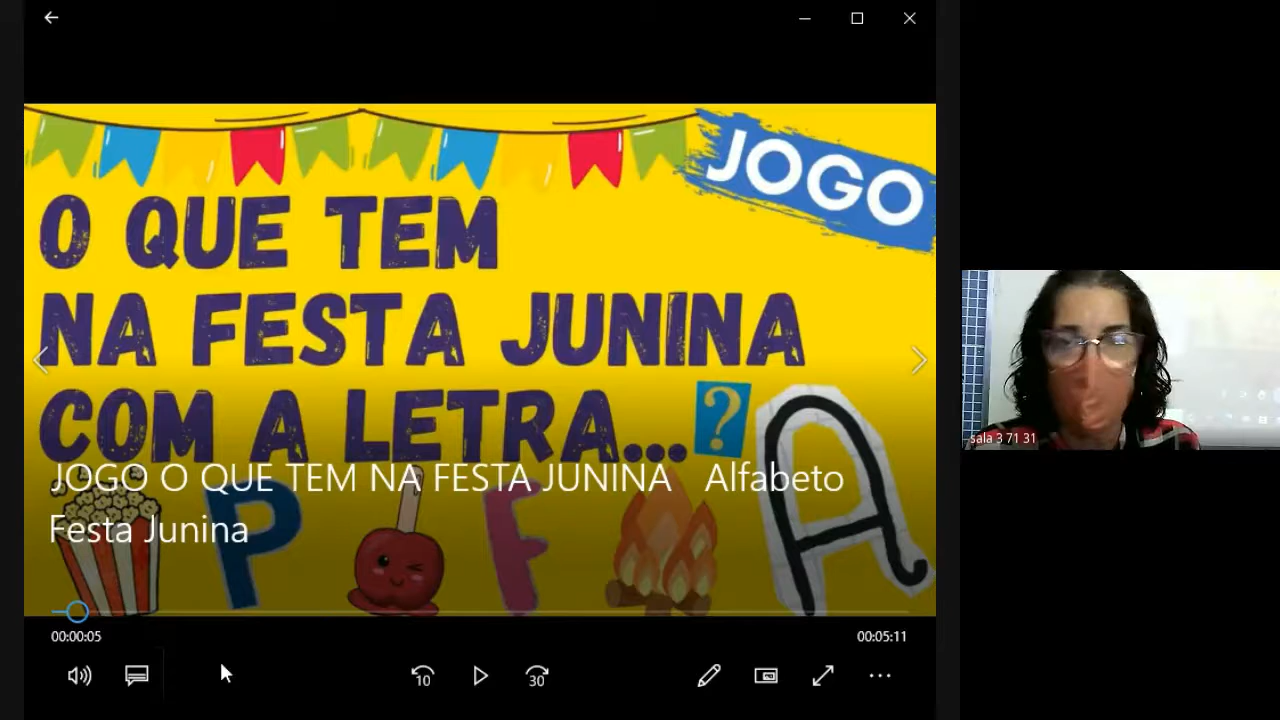 JOGO
O QUE TEM
NA FESTA JUNINA
COM A LETRA...?
A
JOGO O QUE TEM NA FESTA JUNINA Alfabeto
Festa Junina
P F
00:00:05
00:05:11
10
30
sala 3 71 31